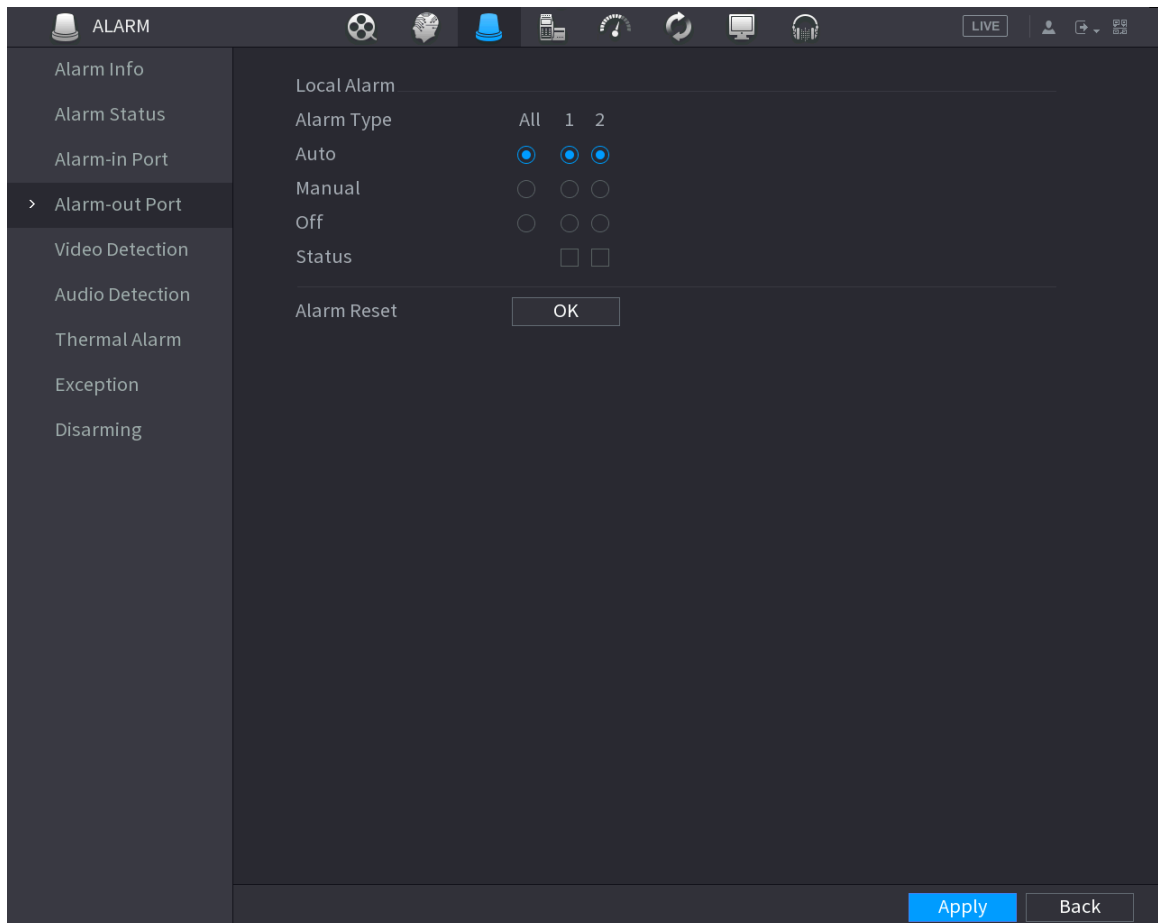 ALARM
LIVE
Alarm Info
Alarm Status
Alarm-in Port
Alarm-out Port
Video Detection
Audio Detection
Thermal Alarm
Exception
Disarming
Local Alarm
Alarm Type All 1 2
Auto
Manual
Off
Status
Alarm Reset OK
Apply Back